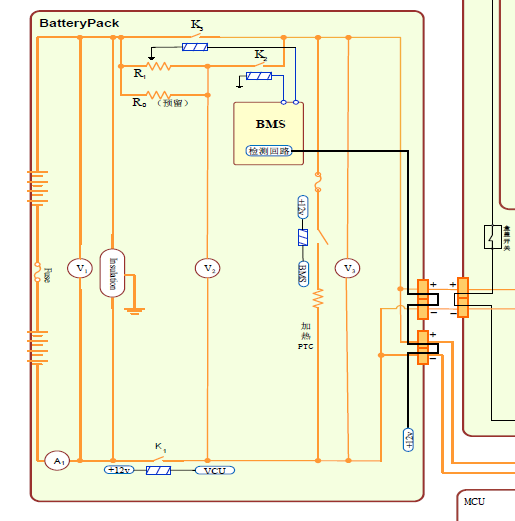 BatteryPack
K3
K2
R1
R0 (预留)
BMS
检测回路
+12v
BMS
V1
Insulation
V2
V3
Fuse
加
热
PTC
+
-
+
-
+
-
A1
K1
+12v
VCU
+12v
MCU